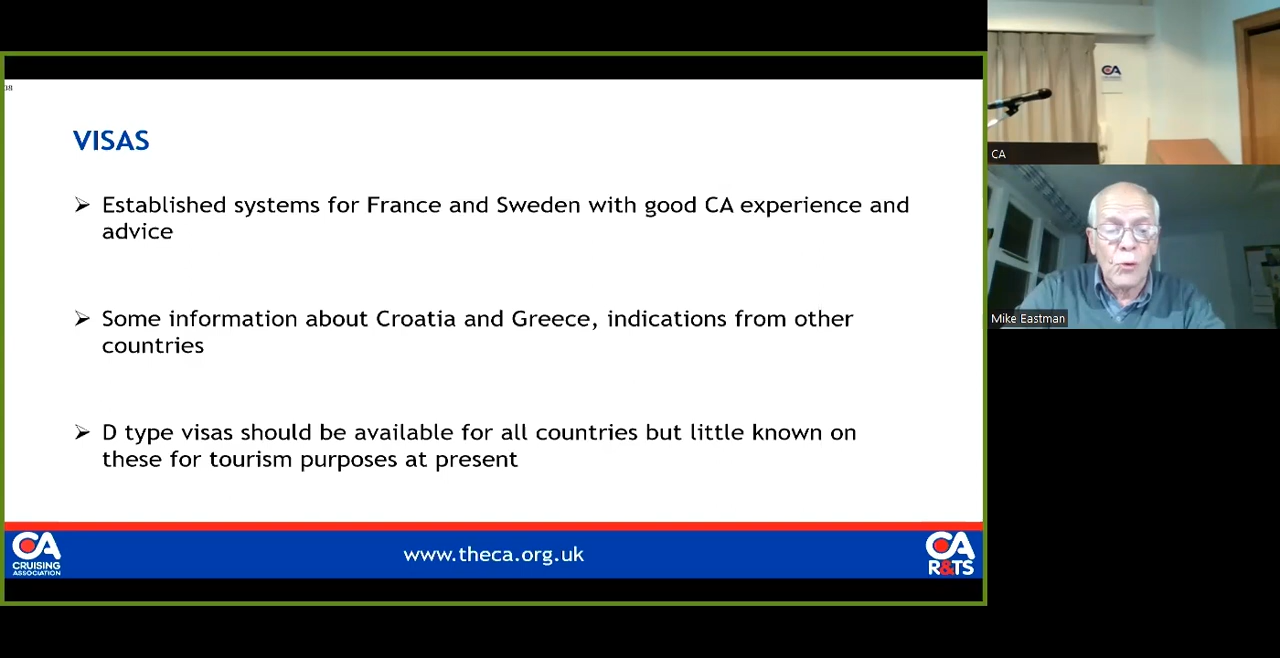 VISAS
➢ Established systems for France and Sweden with good CA experience and
advice
➢ Some information about Croatia and Greece, indications from other
countries
➢ D type visas should be available for all countries but little known on
these for tourism purposes at present
CA
CRUISING
ASSOCIATION
www.theca.org.uk
CA
R&TS
CA
CA
Mike Eastman